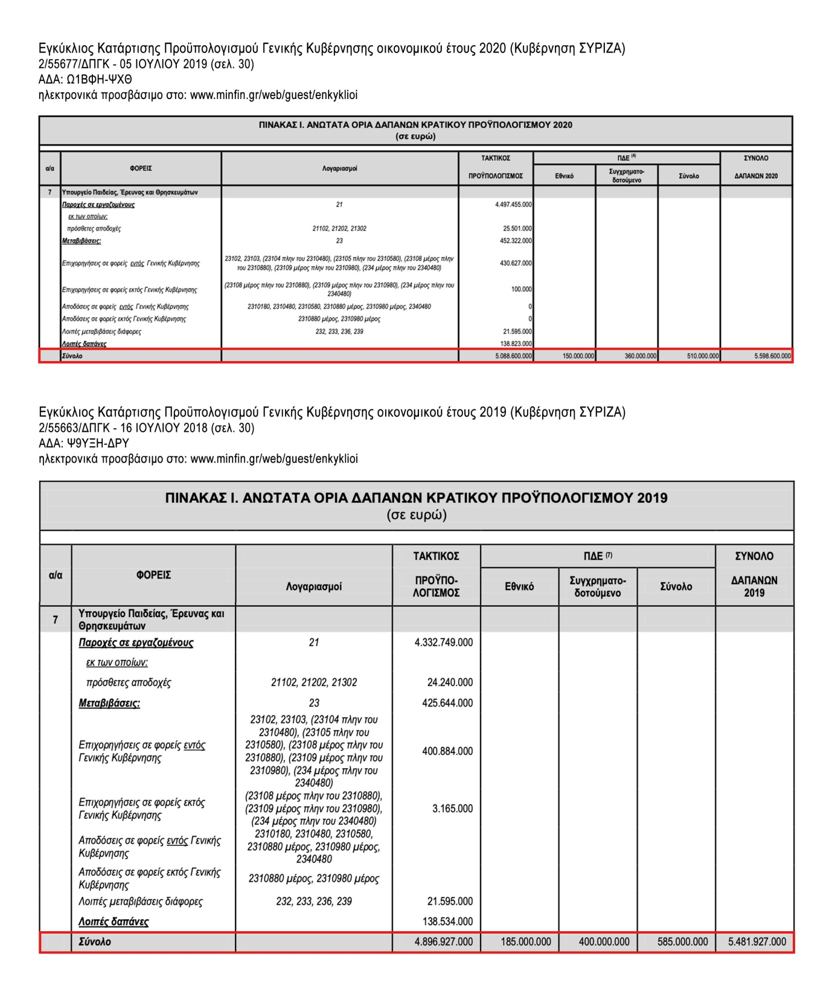 Εγκύκλιος Κατάρτισης Προϋπολογισμού Γενικής Κυβέρνησης οικονομικού έτους 2020 (Κυβέρνηση ΣΥΡΙΖΑ)
2/55677/ΔΠΓΚ - 05 ΙΟΥΛΙΟΥ 2019 (σελ. 30)
ΑΔΑ: Ω1ΒΦΗ-ΨΧΘ
ηλεκτρονικά προσβάσιμο στο: www.minfin.gr/web/guest/enkyklioi
ΠΙΝΑΚΑΣ Ι. ΑΝΩΤΑΤΑ ΟΡΙΑ ΔΑΠΑΝΩΝ ΚΡΑΤΙΚΟΥ ΠΡΟΫΠΟΛΟΓΙΣΜΟΥ 2020
(σε ευρώ)
α/α ΦΟΡΕΙΣ Λογαριασμοί ΤΑΚΤΙΚΟΣ ΠΔΕ (4) ΣΥΝΟΛΟ
ΠΡΟΫΠΟΛΟΓΙΣΜΟΣ Εθνικό Συγχρηματο- Σύνολο ΔΑΠΑΝΩΝ 2020
δοτούμενο
7 Υπουργείο Παιδείας, Έρευνας και Θρησκευμάτων
Παροχές σε εργαζομένους 21 4.497.455.000
εκ των οποίων:
πρόσθετες αποδοχές 21102, 21202, 21302 25.501.000
Μεταβιβάσεις: 23 452.322.000
Επιχορηγήσεις σε φορείς εντός Γενικής Κυβέρνησης 23102, 23103, (23104 πλην του 2310480), (23105 πλην του 2310580), (23108 μέρος πλην 430.627.000
του 2310880), (23109 μέρος πλην του 2310980), (234 μέρος πλην του 2340480)
Επιχορηγήσεις σε φορείς εκτός Γενικής Κυβέρνησης (23108 μέρος πλην του 2310880), (23109 μέρος πλην του 2310980), (234 μέρος πλην του 100.000
2340480)
Αποδόσεις σε φορείς εντός Γενικής Κυβέρνησης 2310180, 2310480, 2310580, 2310880 μέρος, 2310980 μέρος, 2340480 0
Αποδόσεις σε φορείς εκτός Γενικής Κυβέρνησης 2310880 μέρος, 2310980 μέρος 0
Λοιπές μεταβιβάσεις διάφορες 232, 233, 236, 239 21.595.000
Λοιπές δαπάνες 138.823.000
Σύνολο 5.088.600.000 150.000.000 360.000.000 510.000.000 5.598.600.000
Εγκύκλιος Κατάρτισης Προϋπολογισμού Γενικής Κυβέρνησης οικονομικού έτους 2019 (Κυβέρνηση ΣΥΡΙΖΑ)
2/55663/ΔΠΓΚ - 16 ΙΟΥΛΙΟΥ 2018 (σελ. 30)
ΑΔΑ: Ψ9ΥΞΗ-ΔΡΥ
ηλεκτρονικά προσβάσιμο στο: www.minfin.gr/web/guest/enkyklioi
ΠΙΝΑΚΑΣ Ι. ΑΝΩΤΑΤΑ ΟΡΙΑ ΔΑΠΑΝΩΝ ΚΡΑΤΙΚΟΥ ΠΡΟΫΠΟΛΟΓΙΣΜΟΥ 2019
(σε ευρώ)
α/α ΦΟΡΕΙΣ Λογαριασμοί ΤΑΚΤΙΚΟΣ ΠΔΕ (7) ΣΥΝΟΛΟ
ΠΡΟΫΠΟ- Εθνικό Συγχρηματο- Σύνολο ΔΑΠΑΝΩΝ
ΛΟΓΙΣΜΟΣ δοτούμενο 2019
7 Υπουργείο Παιδείας, Έρευνας και
Θρησκευμάτων
Παροχές σε εργαζομένους 21 4.332.749.000
εκ των οποίων:
πρόσθετες αποδοχές 21102, 21202, 21302 24.240.000
Μεταβιβάσεις: 23 425.644.000
23102, 23103, (23104 πλην του
2310480), (23105 πλην του
Επιχορηγήσεις σε φορείς εντός 2310580), (23108 μέρος πλην του 400.884.000
Γενικής Κυβέρνησης 2310880), (23109 μέρος πλην του
2310980), (234 μέρος πλην του
2340480)
(23108 μέρος πλην του 2310880),
Επιχορηγήσεις σε φορείς εκτός (23109 μέρος πλην του 2310980), 3.165.000
Γενικής Κυβέρνησης (234 μέρος πλην του 2340480)
2310180, 2310480, 2310580,
Αποδόσεις σε φορείς εντός Γενικής 2310880 μέρος, 2310980 μέρος,
Κυβέρνησης 2340480
Αποδόσεις σε φορείς εκτός Γενικής 2310880 μέρος, 2310980 μέρος
Κυβέρνησης
Λοιπές μεταβιβάσεις διάφορες 232, 233, 236, 239 21.595.000
Λοιπές δαπάνες 138.534.000
Σύνολο 4.896.927.000 185.000.000 400.000.000 585.000.000 5.481.927.000